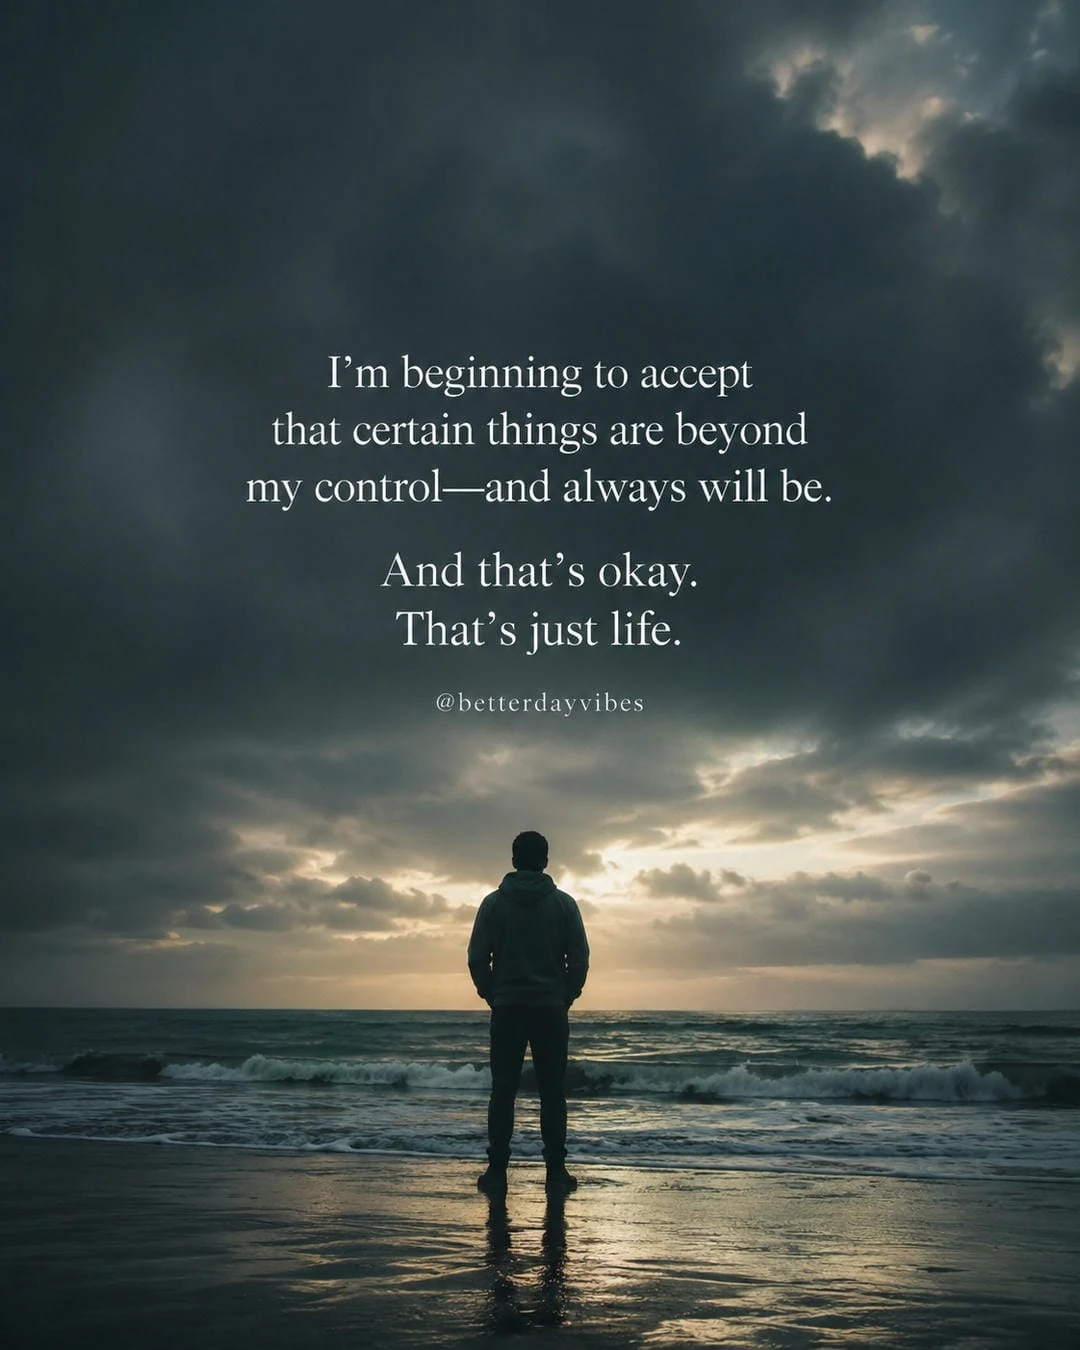 I’m beginning to accept
that certain things are beyond
my control—and always will be.
And that’s okay.
That’s just life.
@betterdayvibes